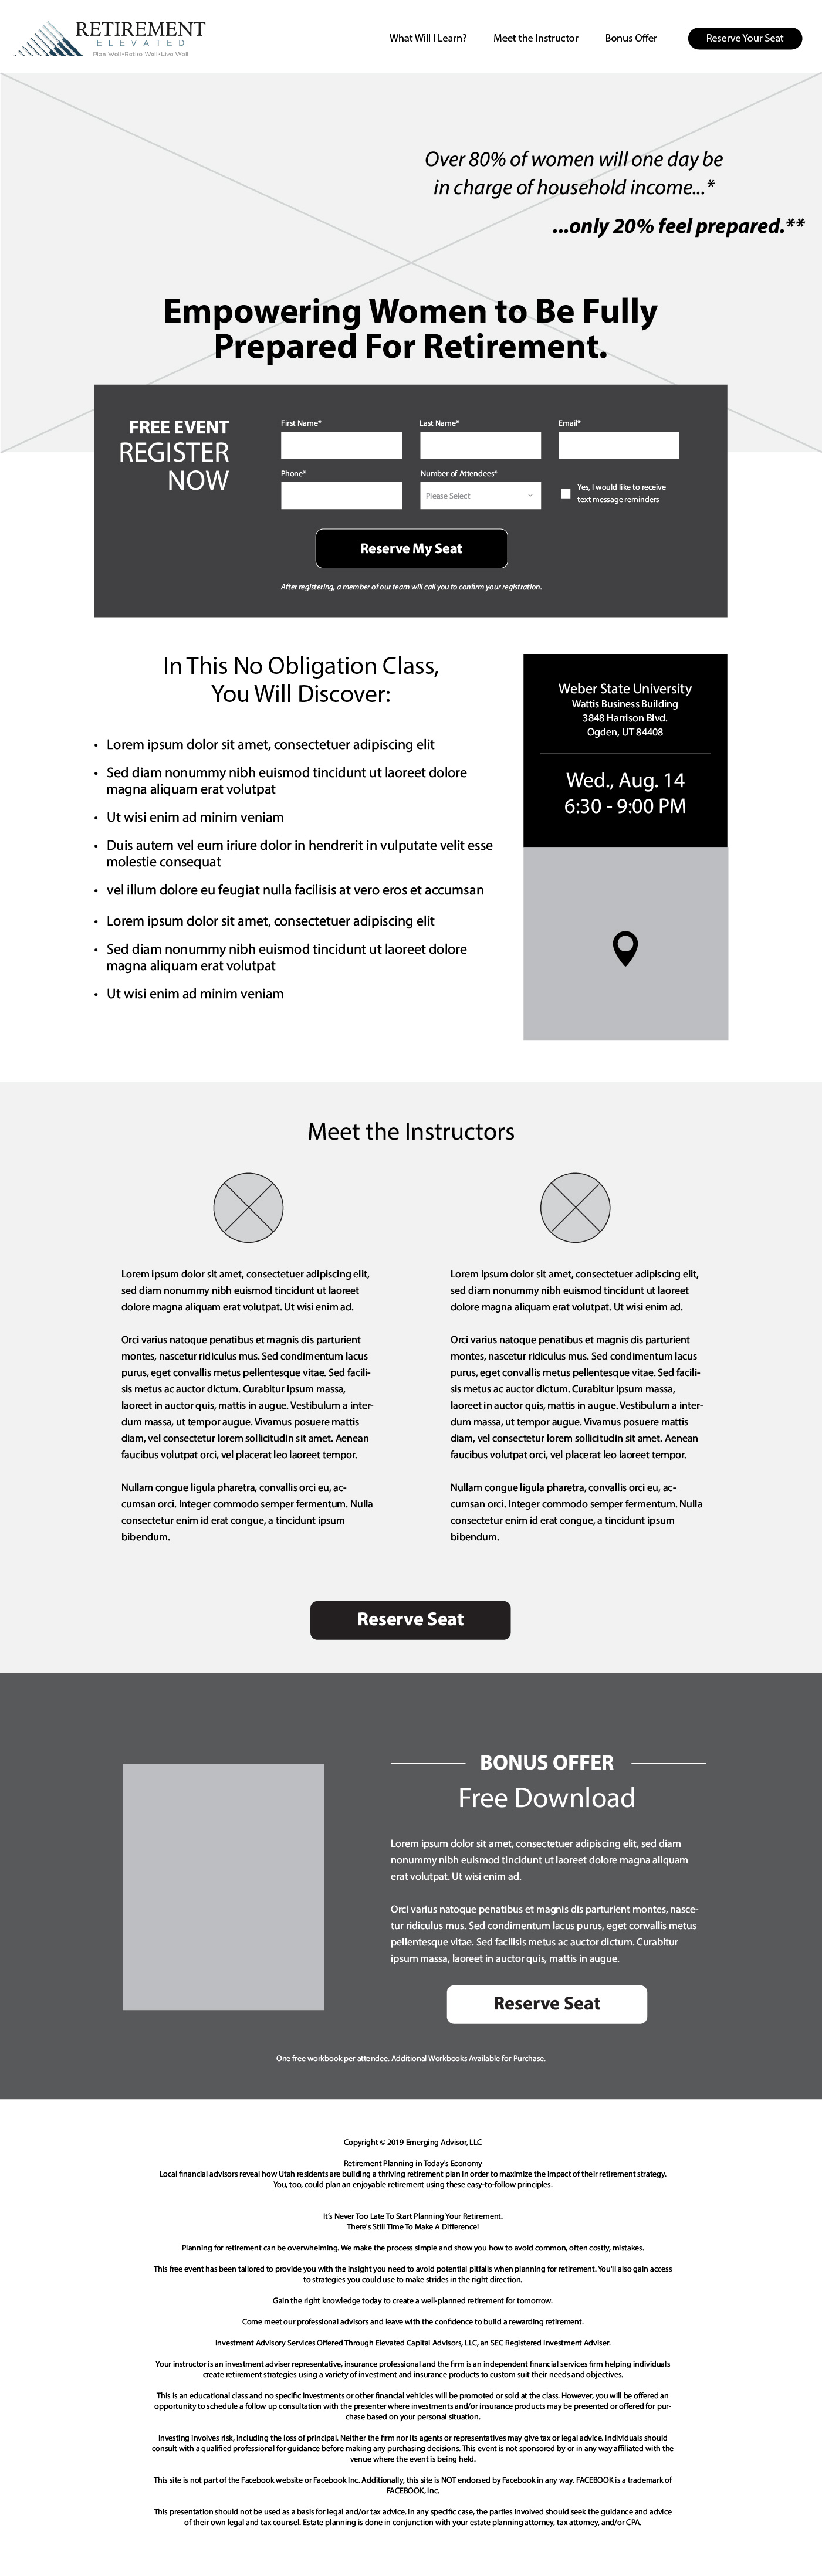 RETIREMENT
ELEVATED
Plan Well•Retire Well•Live Well
What Will I Learn?
Meet the Instructor
Bonus Offer
Reserve Your Seat
Over 80% of women will one day be
in charge of household income...*
...only 20% feel prepared.**
Empowering Women to Be Fully
Prepared For Retirement.
FREE EVENT
REGISTER
NOW
First Name*
Last Name*
Email*
Phone*
Number of Attendees*
Please Select
Yes, I would like to receive
text message reminders
Reserve My Seat
After registering, a member of our team will call you to confirm your registration.
In This No Obligation Class,
You Will Discover:
• Lorem ipsum dolor sit amet, consectetuer adipiscing elit
• Sed diam nonummy nibh euismod tincidunt ut laoreet dolore
magna aliquam erat volutpat
• Ut wisi enim ad minim veniam
• Duis autem vel eum iriure dolor in hendrerit in vulputate velit esse
molestie consequat
• vel illum dolore eu feugiat nulla facilisis at vero eros et accumsan
• Lorem ipsum dolor sit amet, consectetuer adipiscing elit
• Sed diam nonummy nibh euismod tincidunt ut laoreet dolore
magna aliquam erat volutpat
• Ut wisi enim ad minim veniam
Weber State University
Wattis Business Building
3848 Harrison Blvd.
Ogden, UT 84408
Wed., Aug. 14
6:30 - 9:00 PM
Meet the Instructors
Lorem ipsum dolor sit amet, consectetuer adipiscing elit,
sed diam nonummy nibh euismod tincidunt ut laoreet
dolore magna aliquam erat volutpat. Ut wisi enim ad.
Orci varius natoque penatibus et magnis dis parturient
montes, nascetur ridiculus mus. Sed condimentum lacus
purus, eget convallis metus pellentesque vitae. Sed facili-
sis metus ac auctor dictum. Curabitur ipsum massa,
laoreet in auctor quis, mattis in augue. Vestibulum a inter-
dum massa, ut tempor augue. Vivamus posuere mattis
diam, vel consectetur lorem sollicitudin sit amet. Aenean
faucibus volutpat orci, vel placerat leo laoreet tempor.
Nullam congue ligula pharetra, convallis orci eu, ac-
cumsan orci. Integer commodo semper fermentum. Nulla
consectetur enim id erat congue, a tincidunt ipsum
bibendum.
Lorem ipsum dolor sit amet, consectetuer adipiscing elit,
sed diam nonummy nibh euismod tincidunt ut laoreet
dolore magna aliquam erat volutpat. Ut wisi enim ad.
Orci varius natoque penatibus et magnis dis parturient
montes, nascetur ridiculus mus. Sed condimentum lacus
purus, eget convallis metus pellentesque vitae. Sed facili-
sis metus ac auctor dictum. Curabitur ipsum massa,
laoreet in auctor quis, mattis in augue. Vestibulum a inter-
dum massa, ut tempor augue. Vivamus posuere mattis
diam, vel consectetur lorem sollicitudin sit amet. Aenean
faucibus volutpat orci, vel placerat leo laoreet tempor.
Nullam congue ligula pharetra, convallis orci eu, ac-
cumsan orci. Integer commodo semper fermentum. Nulla
consectetur enim id erat congue, a tincidunt ipsum
bibendum.
Reserve Seat
BONUS OFFER
Free Download
Lorem ipsum dolor sit amet, consectetuer adipiscing elit, sed diam
nonummy nibh euismod tincidunt ut laoreet dolore magna aliquam
erat volutpat. Ut wisi enim ad.
Orci varius natoque penatibus et magnis dis parturient montes, nasce-
tur ridiculus mus. Sed condimentum lacus purus, eget convallis metus
pellentesque vitae. Sed facilisis metus ac auctor dictum. Curabitur
ipsum massa, laoreet in auctor quis, mattis in augue.
Reserve Seat
One free workbook per attendee. Additional Workbooks Available for Purchase.
Copyright © 2019 Emerging Advisor, LLC
Retirement Planning in Today's Economy
Local financial advisors reveal how Utah residents are building a thriving retirement plan in order to maximize the impact of their retirement strategy.
You, too, could plan an enjoyable retirement using these easy-to-follow principles.
It's Never Too Late To Start Planning Your Retirement.
There's Still Time To Make A Difference!
Planning for retirement can be overwhelming. We make the process simple and show you how to avoid common, often costly, mistakes.
This free event has been tailored to provide you with the insight you need to avoid potential pitfalls when planning for retirement. You'll also gain access
to strategies you could use to make strides in the right direction.
Gain the right knowledge today to create a well-planned retirement for tomorrow.
Come meet our professional advisors and leave with the confidence to build a rewarding retirement.
Investment Advisory Services Offered Through Elevated Capital Advisors, LLC, an SEC Registered Investment Adviser.
Your instructor is an investment adviser representative, insurance professional and the firm is an independent financial services firm helping individuals
create retirement strategies using a variety of investment and insurance products to custom suit their needs and objectives.
This is an educational class and no specific investments or other financial vehicles will be promoted or sold at the class. However, you will be offered an
opportunity to schedule a follow up consultation with the presenter where investments and/or insurance products may be presented or offered for pur-
chase based on your personal situation.
Investing involves risk, including the loss of principal. Neither the firm nor its agents or representatives may give tax or legal advice. Individuals should
consult with a qualified professional for guidance before making any purchasing decisions. This event is not sponsored by or in any way affiliated with the
venue where the event is being held.
This site is not part of the Facebook website or Facebook Inc. Additionally, this site is NOT endorsed by Facebook in any way. FACEBOOK is a trademark of
FACEBOOK, Inc.
This presentation should not be used as a basis for legal and/or tax advice. In any specific case, the parties involved should seek the guidance and advice
of their own legal and tax counsel. Estate planning is done in conjunction with your estate planning attorney, tax attorney, and/or CPA.